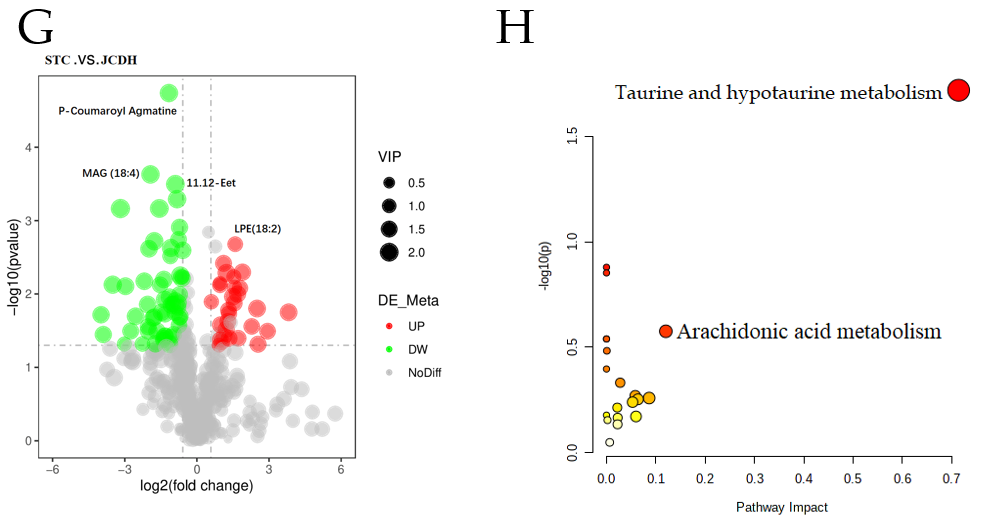 G
STC .VS.JCDH
P-Coumaroyl Agmatine
MAG (18:4)
11.12-Eet
LPE(18:2)
4
3
2
1
0
−log10(pvalue)
−6
−3
0
3
6
log2(fold change)
VIP
0.5
1.0
1.5
2.0
DE_Meta
UP
DW
NoDiff
H
Taurine and hypotaurine metabolism
Arachidonic acid metabolism
1.5
1.0
0.5
0.0
-log10(p)
0.0
0.1
0.2
0.3
0.4
0.5
0.6
0.7
Pathway Impact